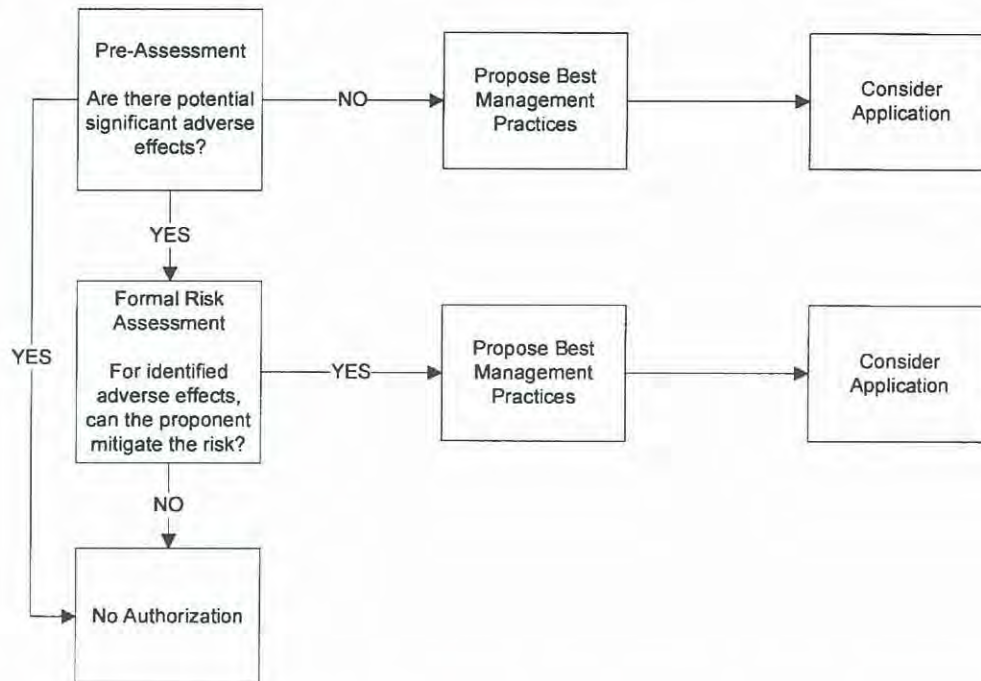 Pre-Assessment
Are there potential
significant adverse
effects?
NO
Propose Best
Management
Practices
Consider
Application
YES
Formal Risk
Assessment
For identified
adverse effects,
can the proponent
mitigate the risk?
YES
YES
Propose Best
Management
Practices
Consider
Application
NO
No Authorization